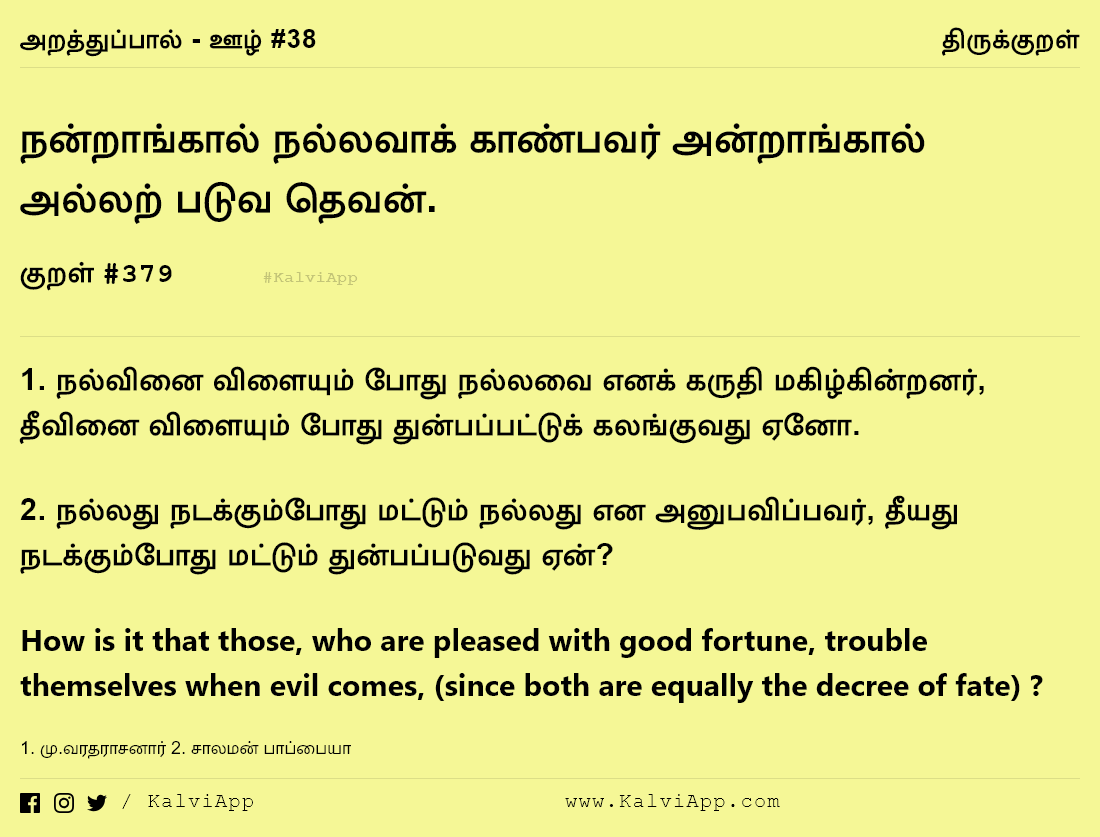 அறத்துப்பால் - ஊழ் #38
திருக்குறள்
நன்றாங்கால் நல்லவாக் காண்பவர் அன்றாங்கால்
அல்லற் படுவ தெவன்.
குறள் #379
#KalviApp
1. நல்வினை விளையும் போது நல்லவை எனக் கருதி மகிழ்கின்றனர்,
தீவினை விளையும் போது துன்பப்பட்டுக் கலங்குவது ஏனோ.
2. நல்லது நடக்கும்போது மட்டும் நல்லது என அனுபவிப்பவர், தீயது
நடக்கும்போது மட்டும் துன்பப்படுவது ஏன்?
How is it that those, who are pleased with good fortune, trouble
themselves when evil comes, (since both are equally the decree of fate) ?
1. மு.வரதராசனார் 2. சாலமன் பாப்பையா
/ KalviApp
www.KalviApp.com